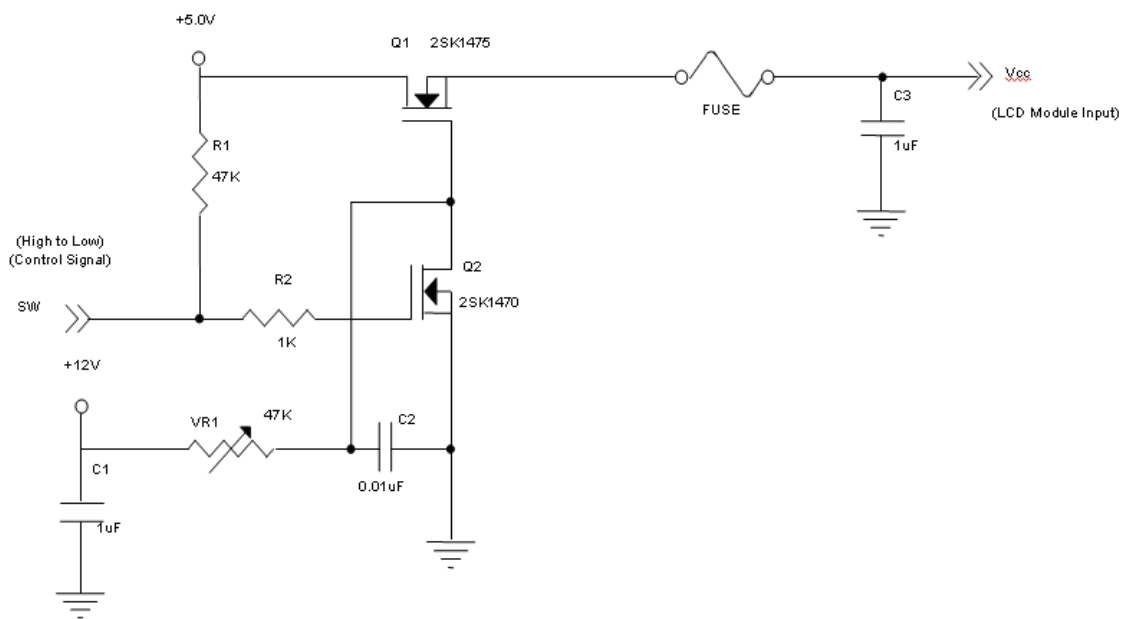 +5.0V
Q1 2SK1475
Vcc
C3
FUSE
(LCD Module Input)
R1
1uF
47K
(High to Low)
(Control Signal)
Q2
R2
SW
2SK1470
1K
+12V
47K
VR1
C2
C1
0.01uF
1uF